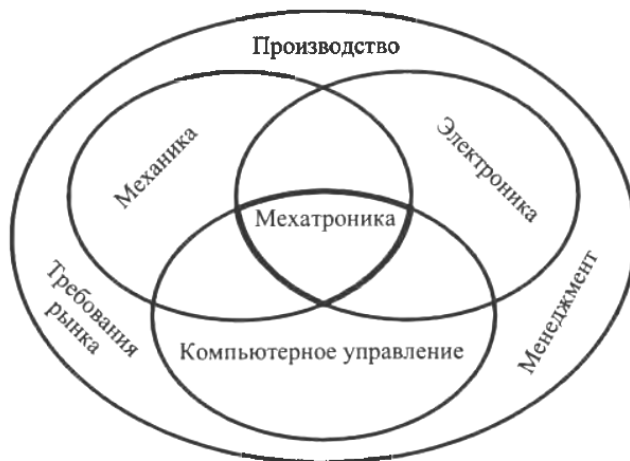 Производство
Механика
Электроника
Мехатроника
Требования
рынка
Менеджмент
Компьютерное управление